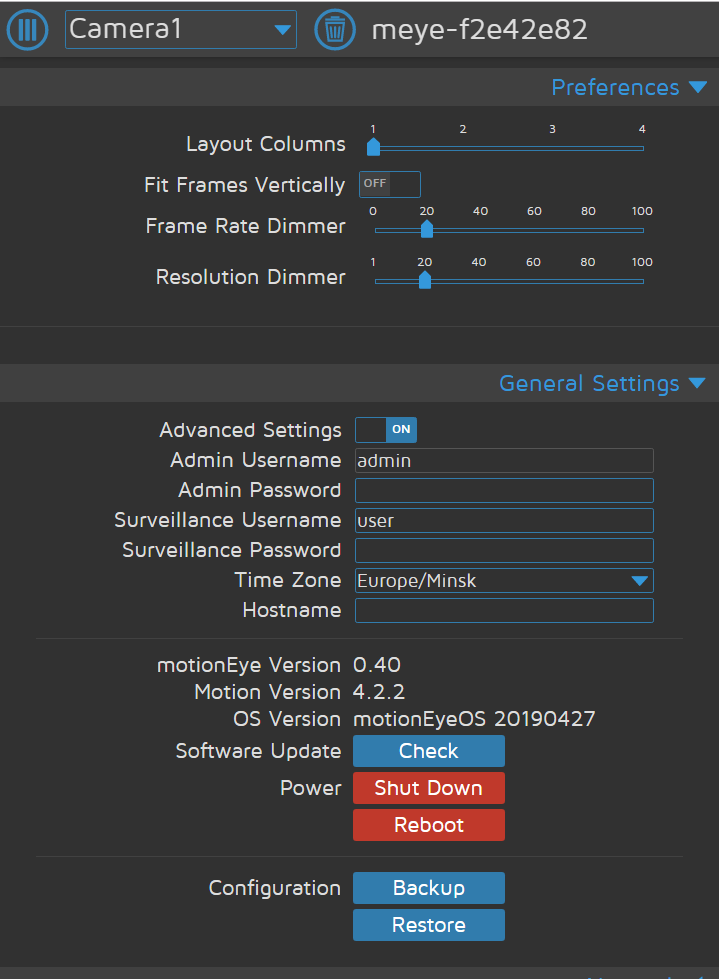 Camera1 meye-f2e42e82
Preferences
1 2 3 4
Layout Columns
Fit Frames Vertically OFF
0 20 40 60 80 100
Frame Rate Dimmer
1 20 40 60 80 100
Resolution Dimmer
General Settings
Advanced Settings ON
Admin Username admin
Admin Password
Surveillance Username user
Surveillance Password
Time Zone Europe/Minsk
Hostname
motionEye Version 0.40
Motion Version 4.2.2
OS Version motionEyeOS 20190427
Software Update Check
Power Shut Down
Reboot
Configuration Backup
Restore